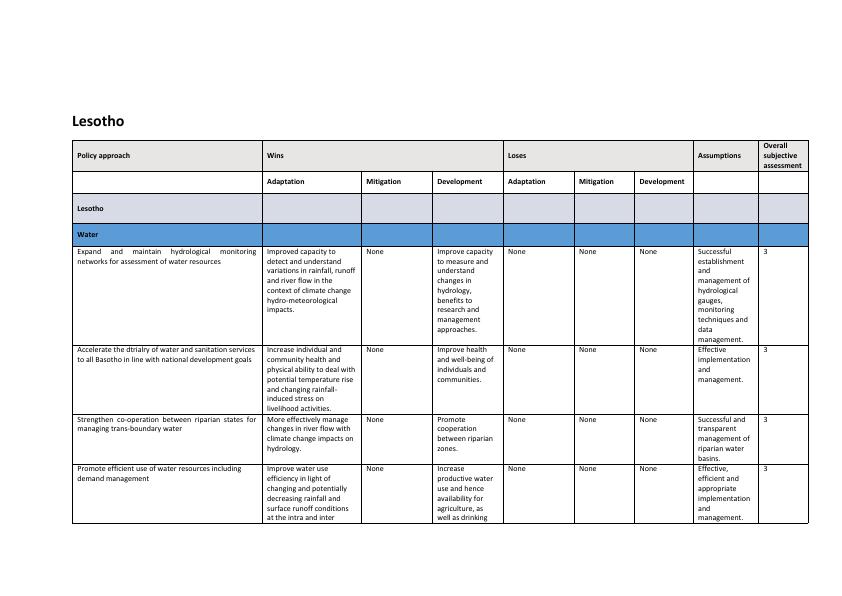 Lesotho
Policy approach
Wins
Loses
Assumptions
Overall
subjective
assessment
Adaptation
Mitigation
Development
Adaptation
Mitigation
Development
Lesotho
Water
Expand and maintain hydrological monitoring
networks for assessment of water resources
Improved capacity to
detect and understand
variations in rainfall, runoff
and river flow in the
context of climate change
hydro-meteorological
impacts.
None
Improve capacity
to measure and
understand
changes in
hydrology,
benefits to
research and
management
approaches.
None
None
None
Successful
establishment
and
management of
hydrological
gauges,
monitoring
techniques and
data
management.
3
Accelerate the dtrialry of water and sanitation services
to all Basotho in line with national development goals
Increase individual and
community health and
physical ability to deal with
potential temperature rise
and changing rainfall-
induced stress on
livelihood activities.
None
Improve health
and well-being of
individuals and
communities.
None
None
None
Effective
implementation
and
management.
3
Strengthen co-operation between riparian states for
managing trans-boundary water
More effectively manage
changes in river flow with
climate change impacts on
hydrology.
None
Promote
cooperation
between riparian
zones.
None
None
None
Successful and
transparent
management of
riparian water
basins.
3
Promote efficient use of water resources including
demand management
Improve water use
efficiency in light of
changing and potentially
decreasing rainfall and
surface runoff conditions
at the intra and inter
None
Increase
productive water
use and hence
availability for
agriculture, as
well as drinking
None
None
None
Effective,
efficient and
appropriate
implementation
and
management.
3